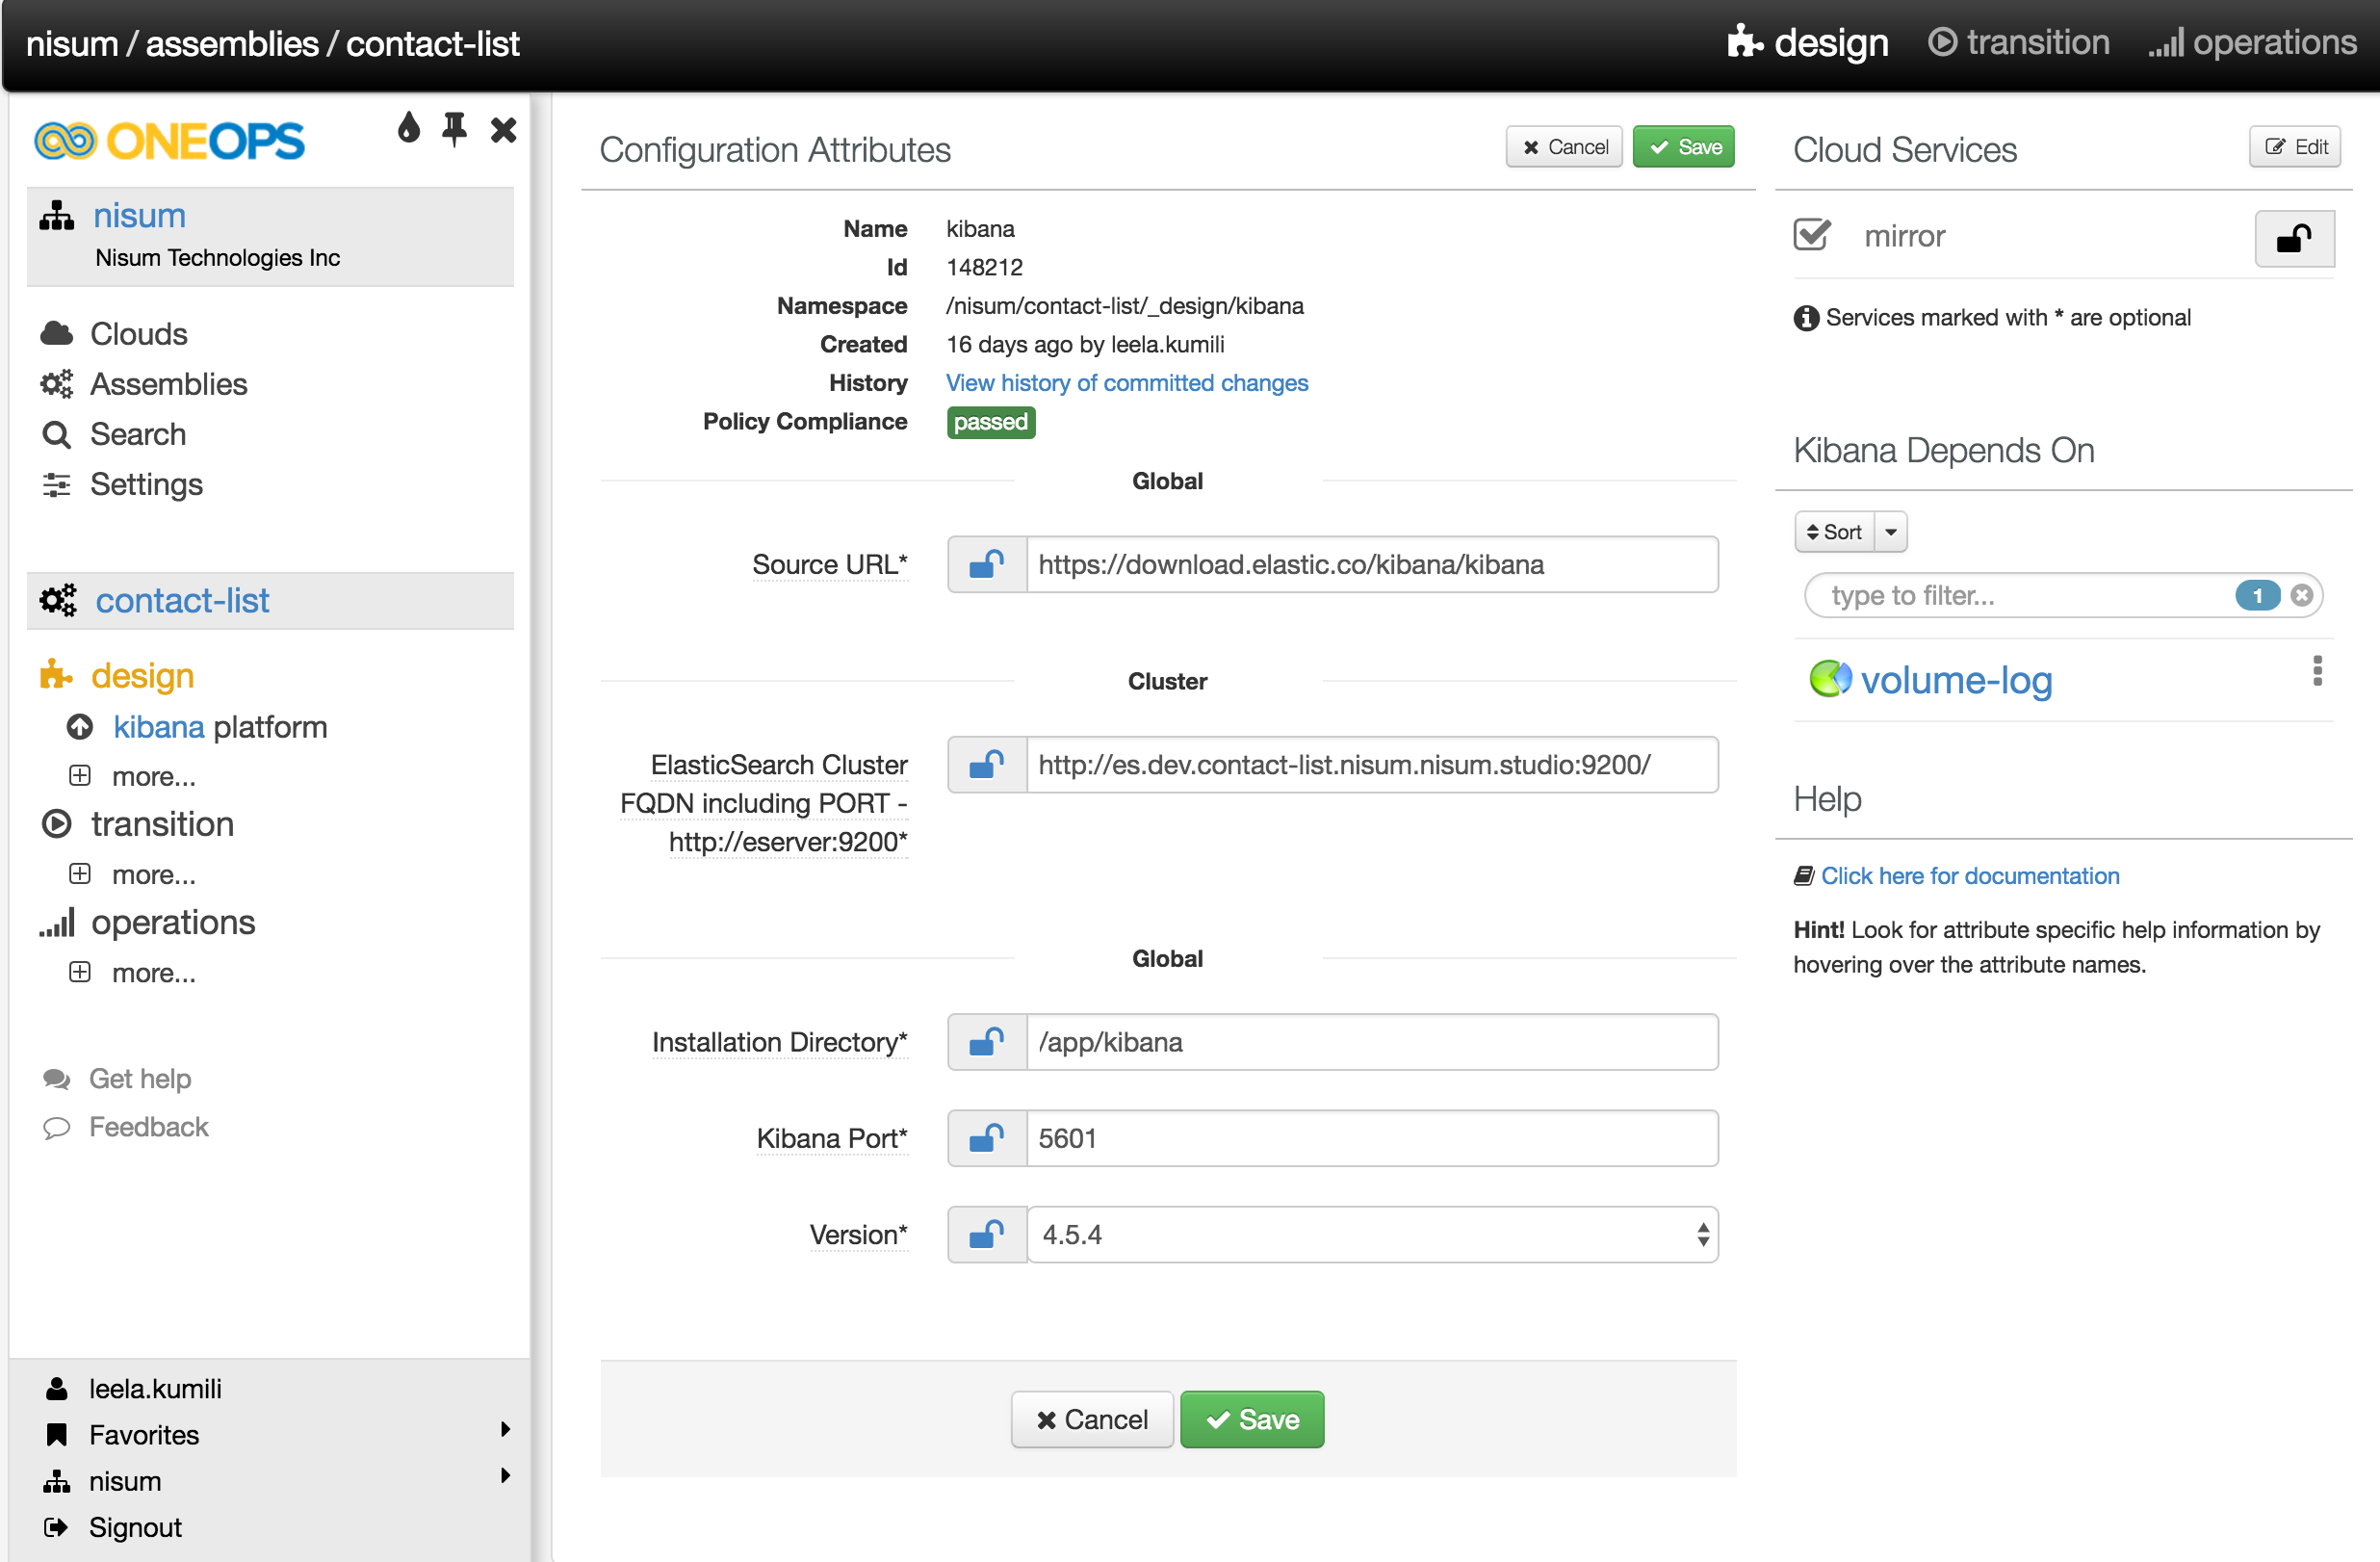 nisum / assemblies / contact-list
design
transition
operations
ONEOPS
nisum
Nisum Technologies Inc
Clouds
Assemblies
Search
Settings
contact-list
design
kibana platform
more...
transition
more...
operations
more...
Get help
Feedback
leela.kumili
Favorites
nisum
Signout
Configuration Attributes
Cancel
Save
Name kibana
Id 148212
Namespace /nisum/contact-list/_design/kibana
Created 16 days ago by leela.kumili
History View history of committed changes
Policy Compliance passed
Global
Source URL* https://download.elastic.co/kibana/kibana
Cluster
ElasticSearch Cluster http://es.dev.contact-list.nisum.nisum.studio:9200/
FQDN including PORT -
http://eserver:9200*
Global
Installation Directory* /app/kibana
Kibana Port* 5601
Version* 4.5.4
Cancel
Save
Cloud Services
Edit
mirror
Services marked with * are optional
Kibana Depends On
Sort
type to filter... 1
volume-log
Help
Click here for documentation
Hint! Look for attribute specific help information by
hovering over the attribute names.